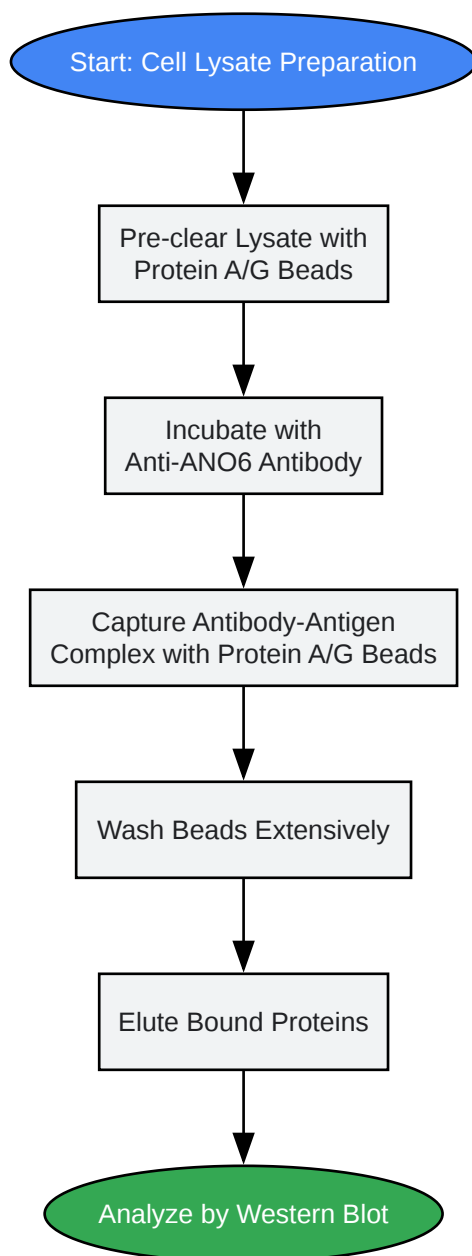 Start: Cell Lysate Preparation
Pre-clear Lysate with
Protein A/G Beads
Incubate with
Anti-ANO6 Antibody
Capture Antibody-Antigen
Complex with Protein A/G Beads
Wash Beads Extensively
Elute Bound Proteins
Analyze by Western Blot